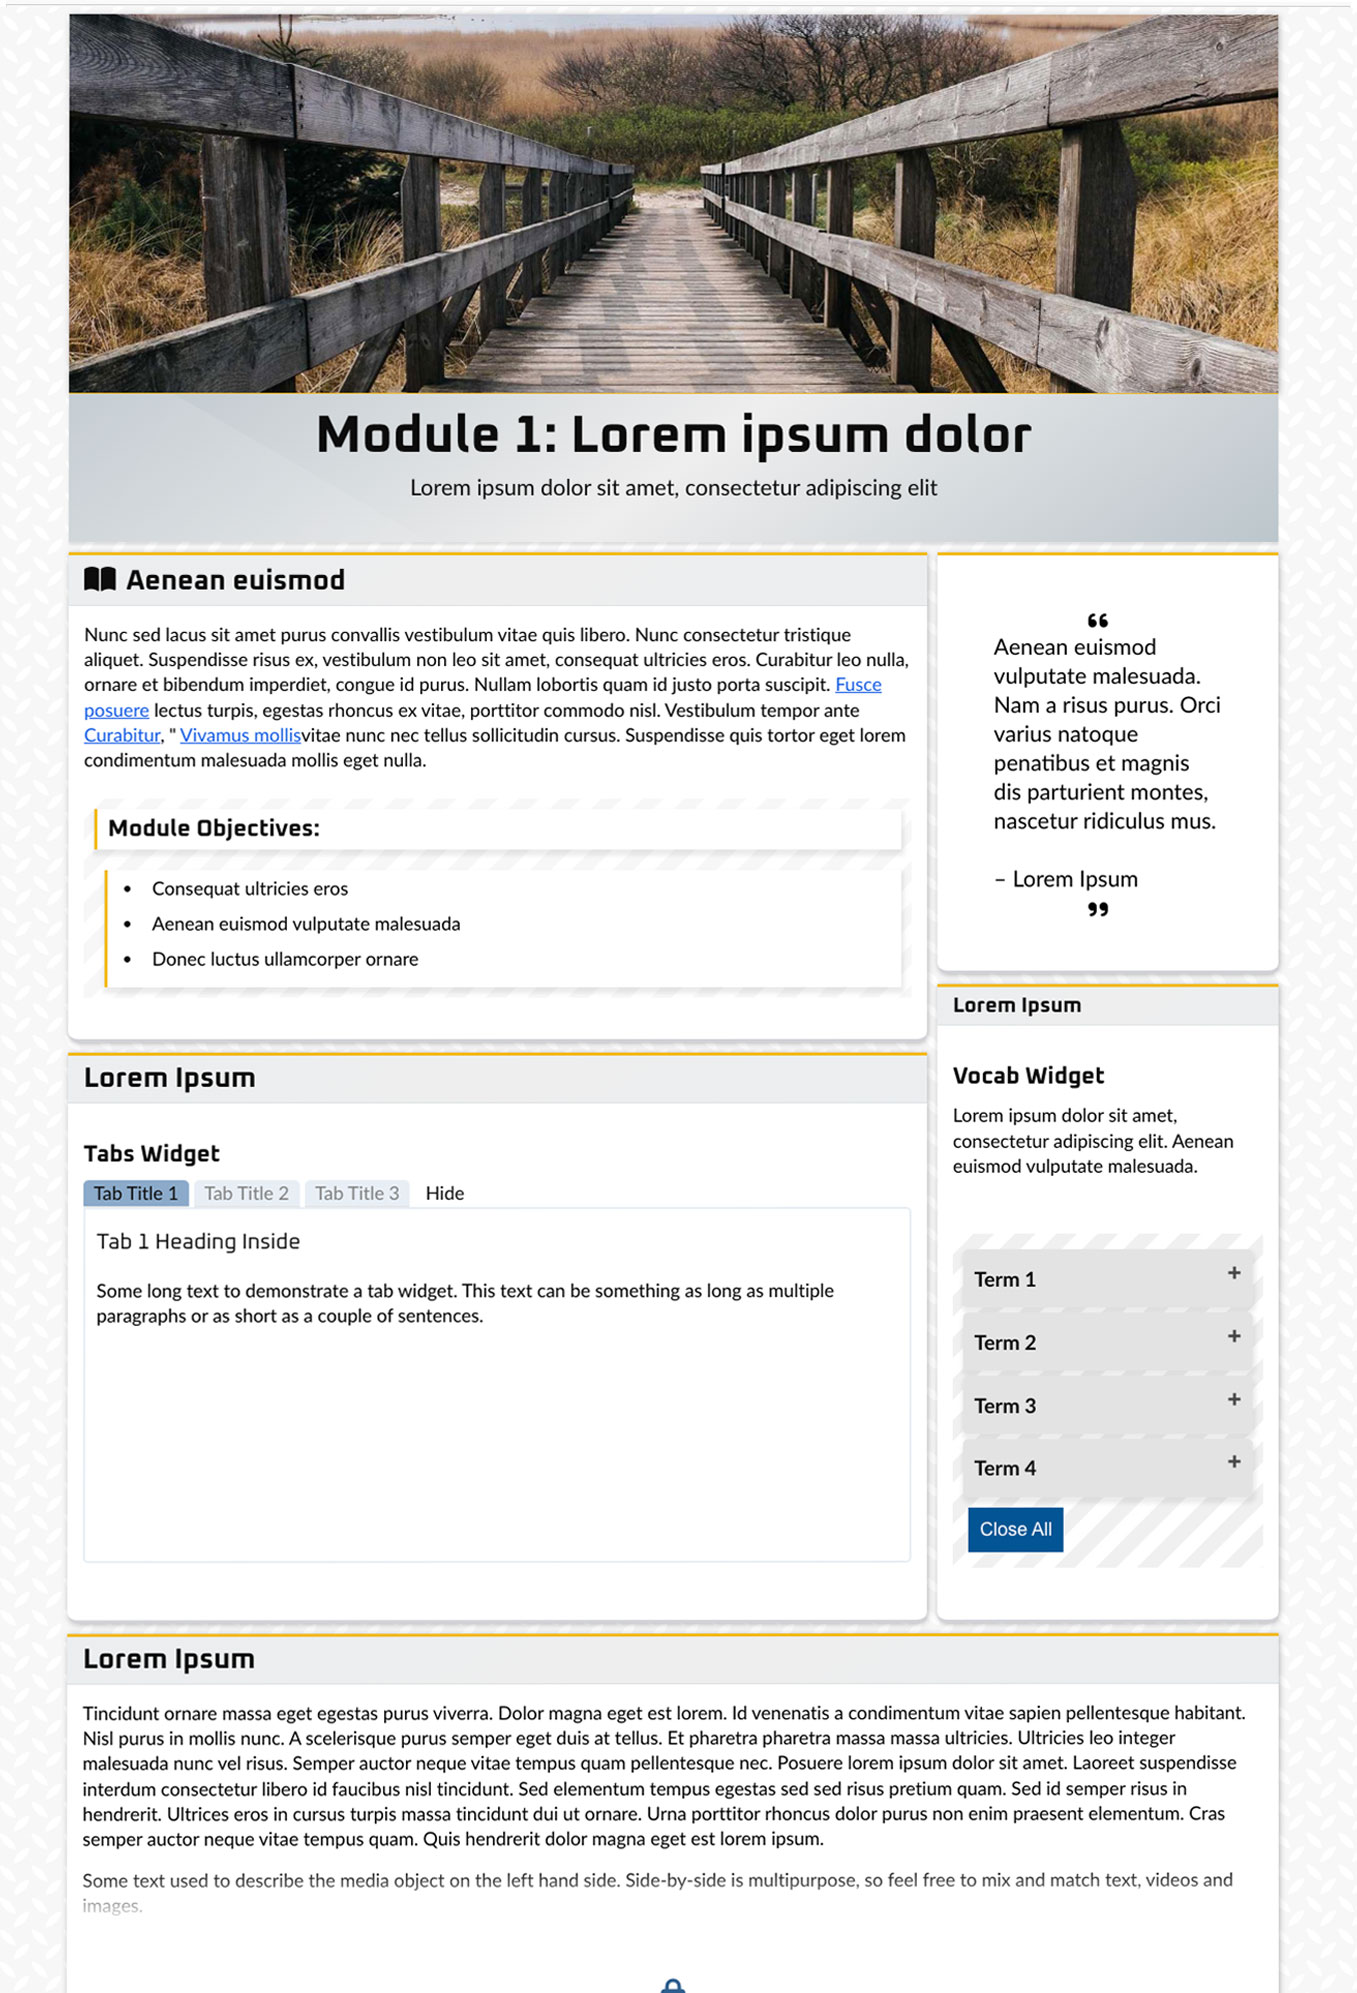 Module 1: Lorem ipsum dolor
Lorem ipsum dolor sit amet, consectetur adipiscing elit
Aenean euismod
Nunc sed lacus sit amet purus convallis vestibulum vitae quis libero. Nunc consectetur tristique
aliquet. Suspendisse risus ex, vestibulum non leo sit amet, consequat ultricies eros. Curabitur leo nulla,
ornare et bibendum imperdiet, congue id purus. Nullam lobortis quam id justo porta suscipit. Fusce
posuere lectus turpis, egestas rhoncus ex vitae, porttitor commodo nisl. Vestibulum tempor ante
Curabitur, " Vivamus mollisvitae nunc nec tellus sollicitudin cursus. Suspendisse quis tortor eget lorem
condimentum malesuada mollis eget nulla.
Module Objectives:
• Consequat ultricies eros
• Aenean euismod vulputate malesuada
• Donec luctus ullamcorper ornare
“
Aenean euismod
vulputate malesuada.
Nam a risus purus. Orci
varius natoque
penatibus et magnis
dis parturient montes,
nascetur ridiculus mus.
– Lorem Ipsum
”
Lorem Ipsum
Tabs Widget
Tab Title 1 Tab Title 2 Tab Title 3 Hide
Tab 1 Heading Inside
Some long text to demonstrate a tab widget. This text can be something as long as multiple
paragraphs or as short as a couple of sentences.
Lorem Ipsum
Vocab Widget
Lorem ipsum dolor sit amet,
consectetur adipiscing elit. Aenean
euismod vulputate malesuada.
Term 1 +
Term 2 +
Term 3 +
Term 4 +
Close All
Lorem Ipsum
Tincidunt ornare massa eget egestas purus viverra. Dolor magna eget est lorem. Id venenatis a condimentum vitae sapien pellentesque habitant.
Nisl purus in mollis nunc. A scelerisque purus semper eget duis at tellus. Et pharetra pharetra massa massa ultricies. Ultricies leo integer
malesuada nunc vel risus. Semper auctor neque vitae tempus quam pellentesque nec. Posuere lorem ipsum dolor sit amet. Laoreet suspendisse
interdum consectetur libero id faucibus nisl tincidunt. Sed elementum tempus egestas sed sed risus pretium quam. Sed id semper risus in
hendrerit. Ultrices eros in cursus turpis massa tincidunt dui ut ornare. Urna porttitor rhoncus dolor purus non enim praesent elementum. Cras
semper auctor neque vitae tempus quam. Quis hendrerit dolor magna eget est lorem ipsum.
Some text used to describe the media object on the left hand side. Side-by-side is multipurpose, so feel free to mix and match text, videos and
images.